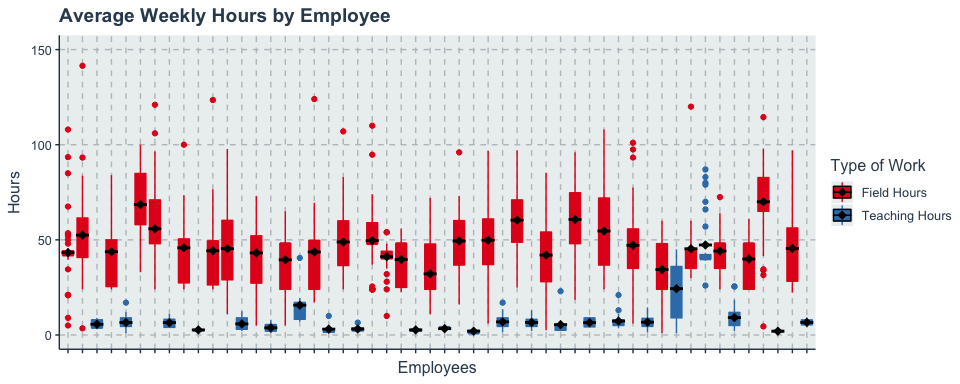 Average Weekly Hours by Employee
150
100
50
0
Hours
Employees
Type of Work
Field Hours
Teaching Hours